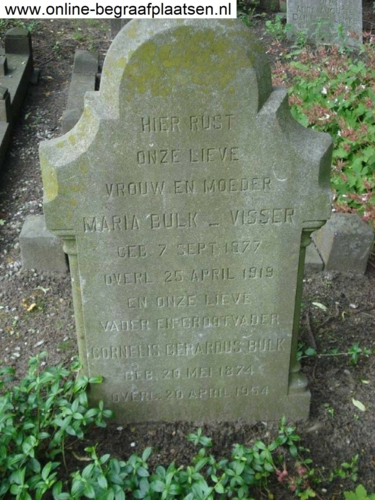 www.online-begraafplaatsen.nl
HIER RUST
ONZE LIEVE
VROUW EN MOEDER
MARIA BULK - VISSER
GEB 7 SEPT 1877
OVERL 25 APRIL 1919
EN ONZE LIEVE
VADER EN GROOTVADER
CORNELIS GERARDUS BULK
GEB. 20 MEI 1874
OVERL 20 APRIL 1964